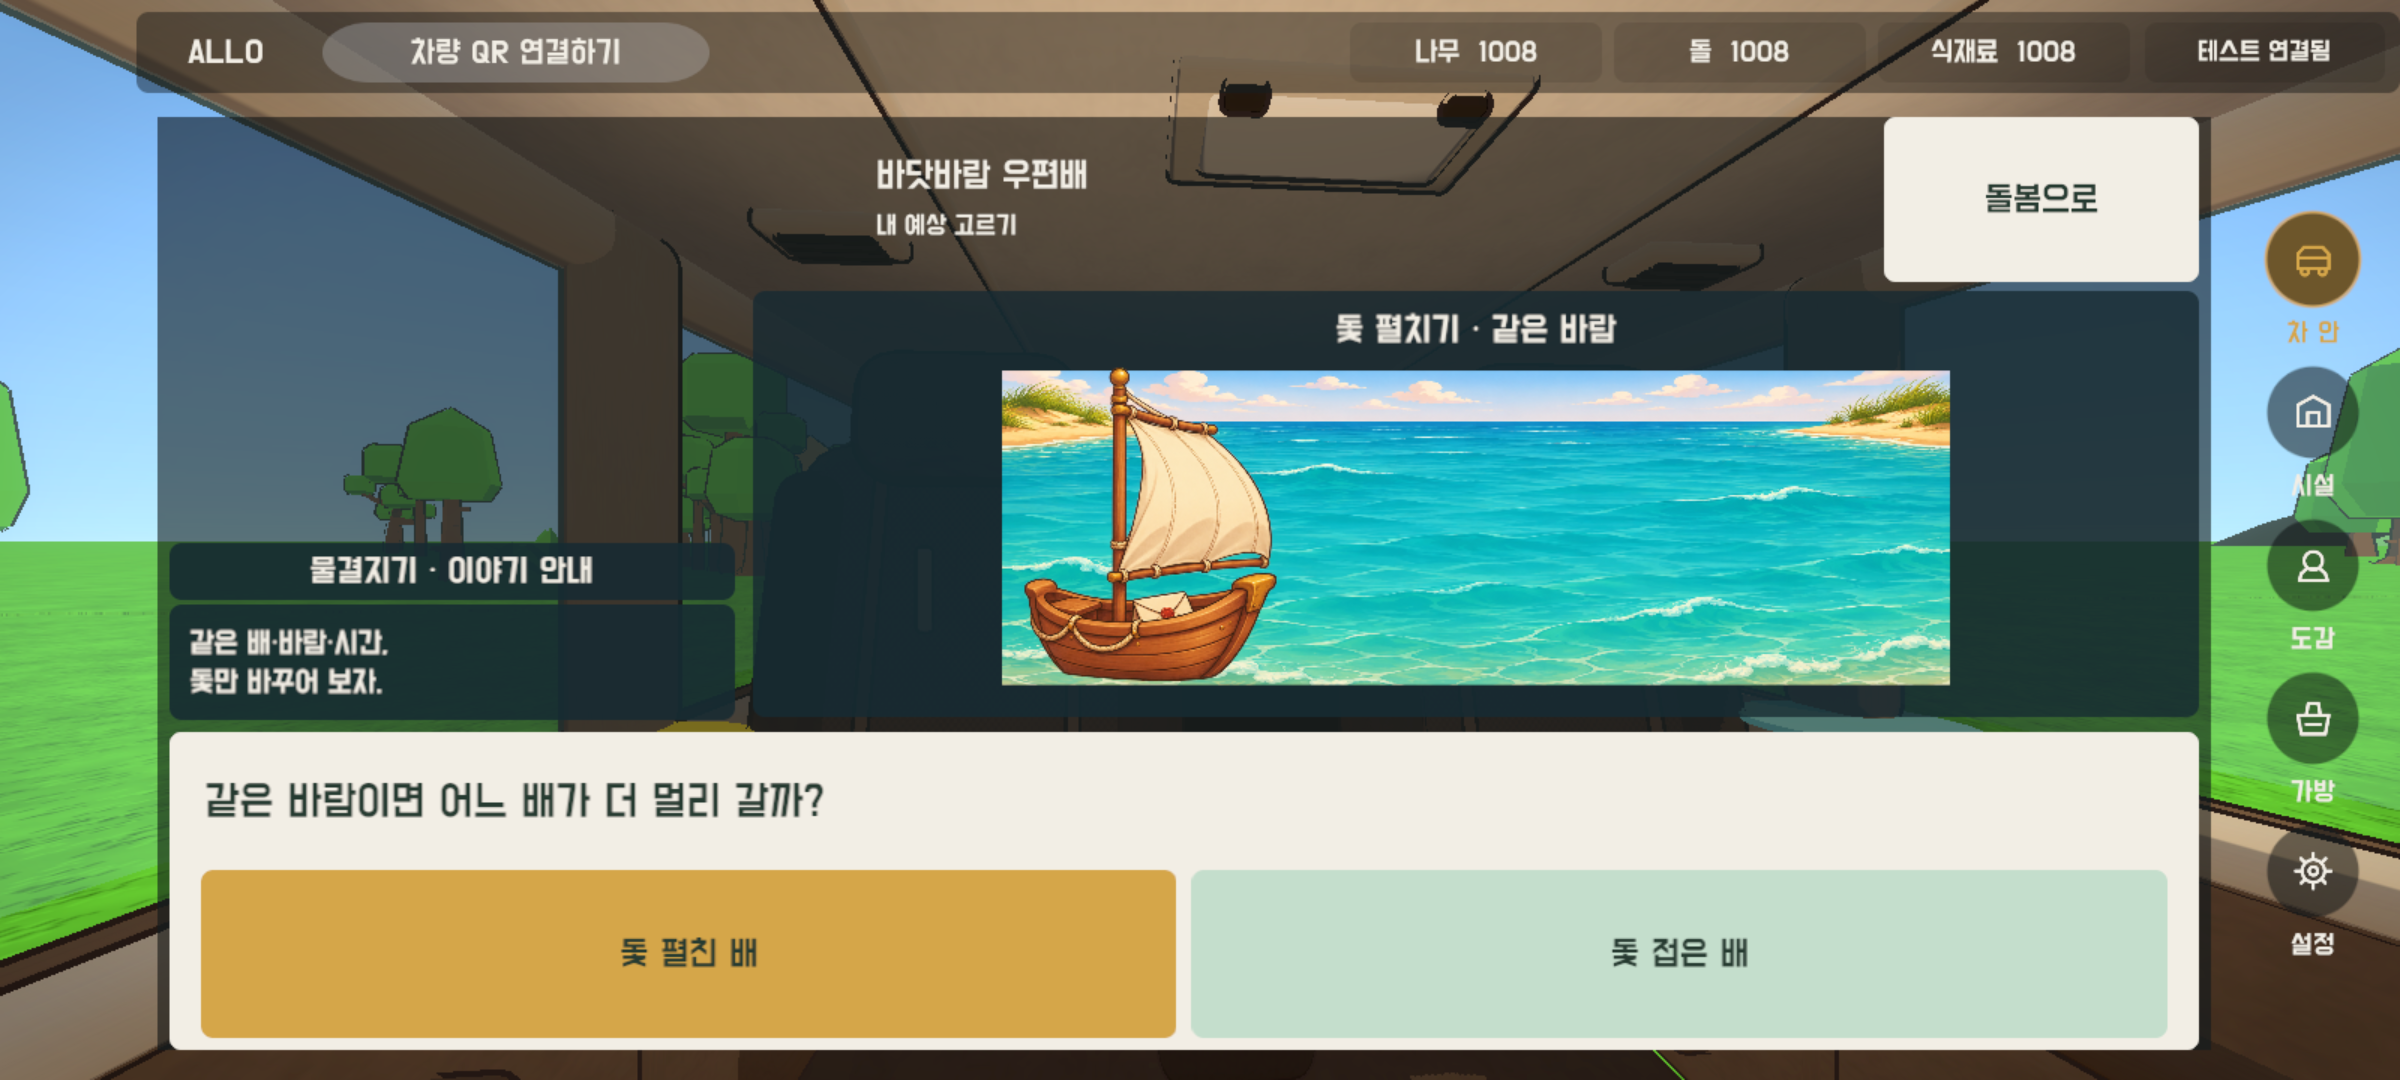 ALLO
차량 QR 연결하기
나무 1008
돌 1008
식재료 1008
테스트 연결됨
바닷바람 우편배
내 예상 고르기
돌봄으로
돛 펼치기 · 같은 바람
물결지기 · 이야기 안내
같은 배·바람·시간.
돛만 바꾸어 보자.
같은 바람이면 어느 배가 더 멀리 갈까?
돛 펼친 배
돛 접은 배
차 안
시설
도감
가방
설정